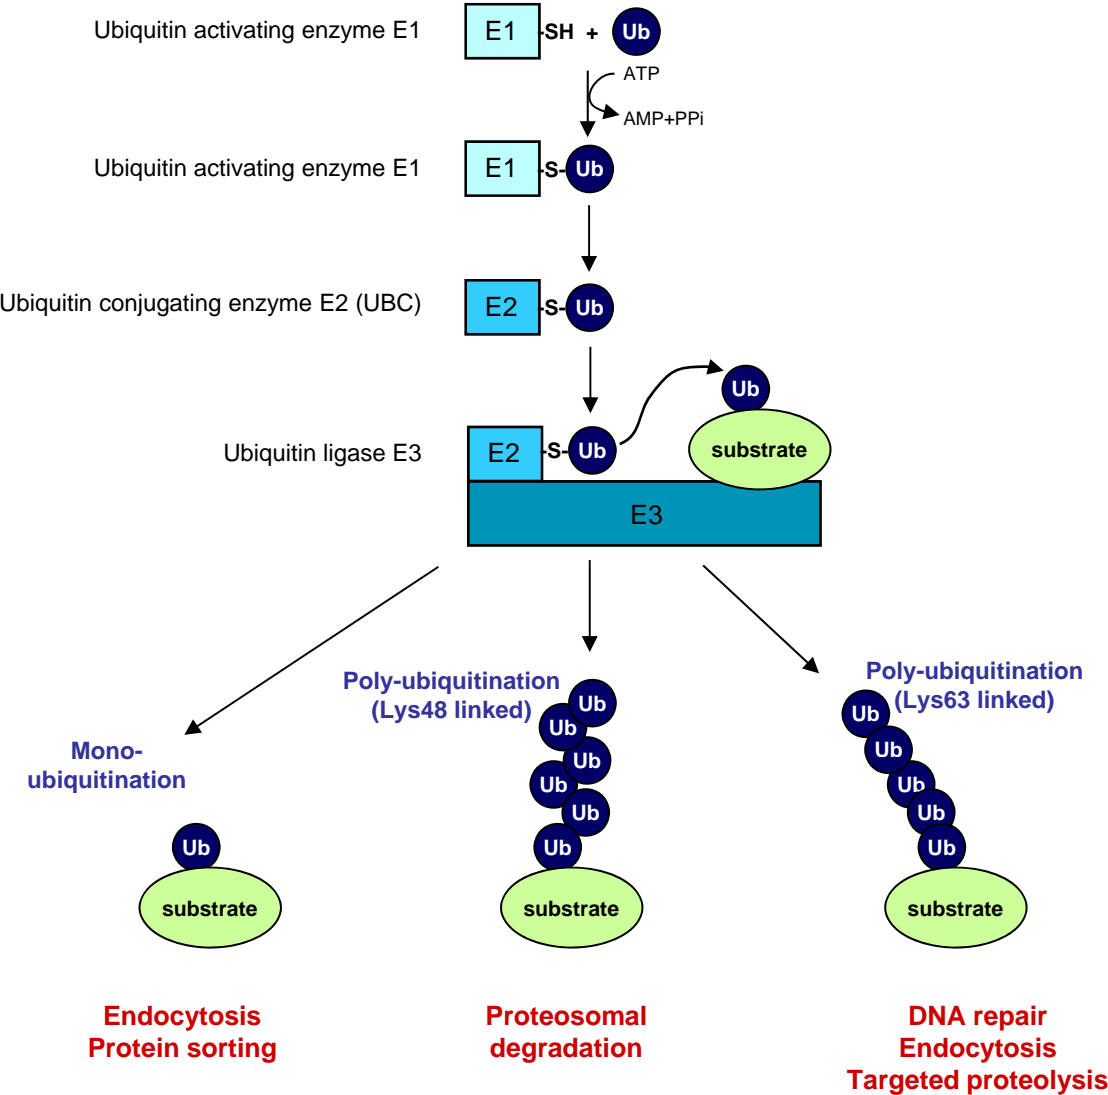 Ubiquitin activating enzyme E1
E1 -SH + Ub
ATP
AMP+PPi
Ubiquitin activating enzyme E1
E1 -S- Ub
Ubiquitin conjugating enzyme E2 (UBC)
E2 -S- Ub
Ub
Ubiquitin ligase E3
E2 -S- Ub
substrate
E3
Mono-
ubiquitination
Ub
substrate
Endocytosis
Protein sorting
Poly-ubiquitination
(Lys48 linked)
Ub
Ub
Ub
Ub
Ub
Ub
substrate
Proteosomal
degradation
Poly-ubiquitination
(Lys63 linked)
Ub
Ub
Ub
Ub
Ub
substrate
DNA repair
Endocytosis
Targeted proteolysis